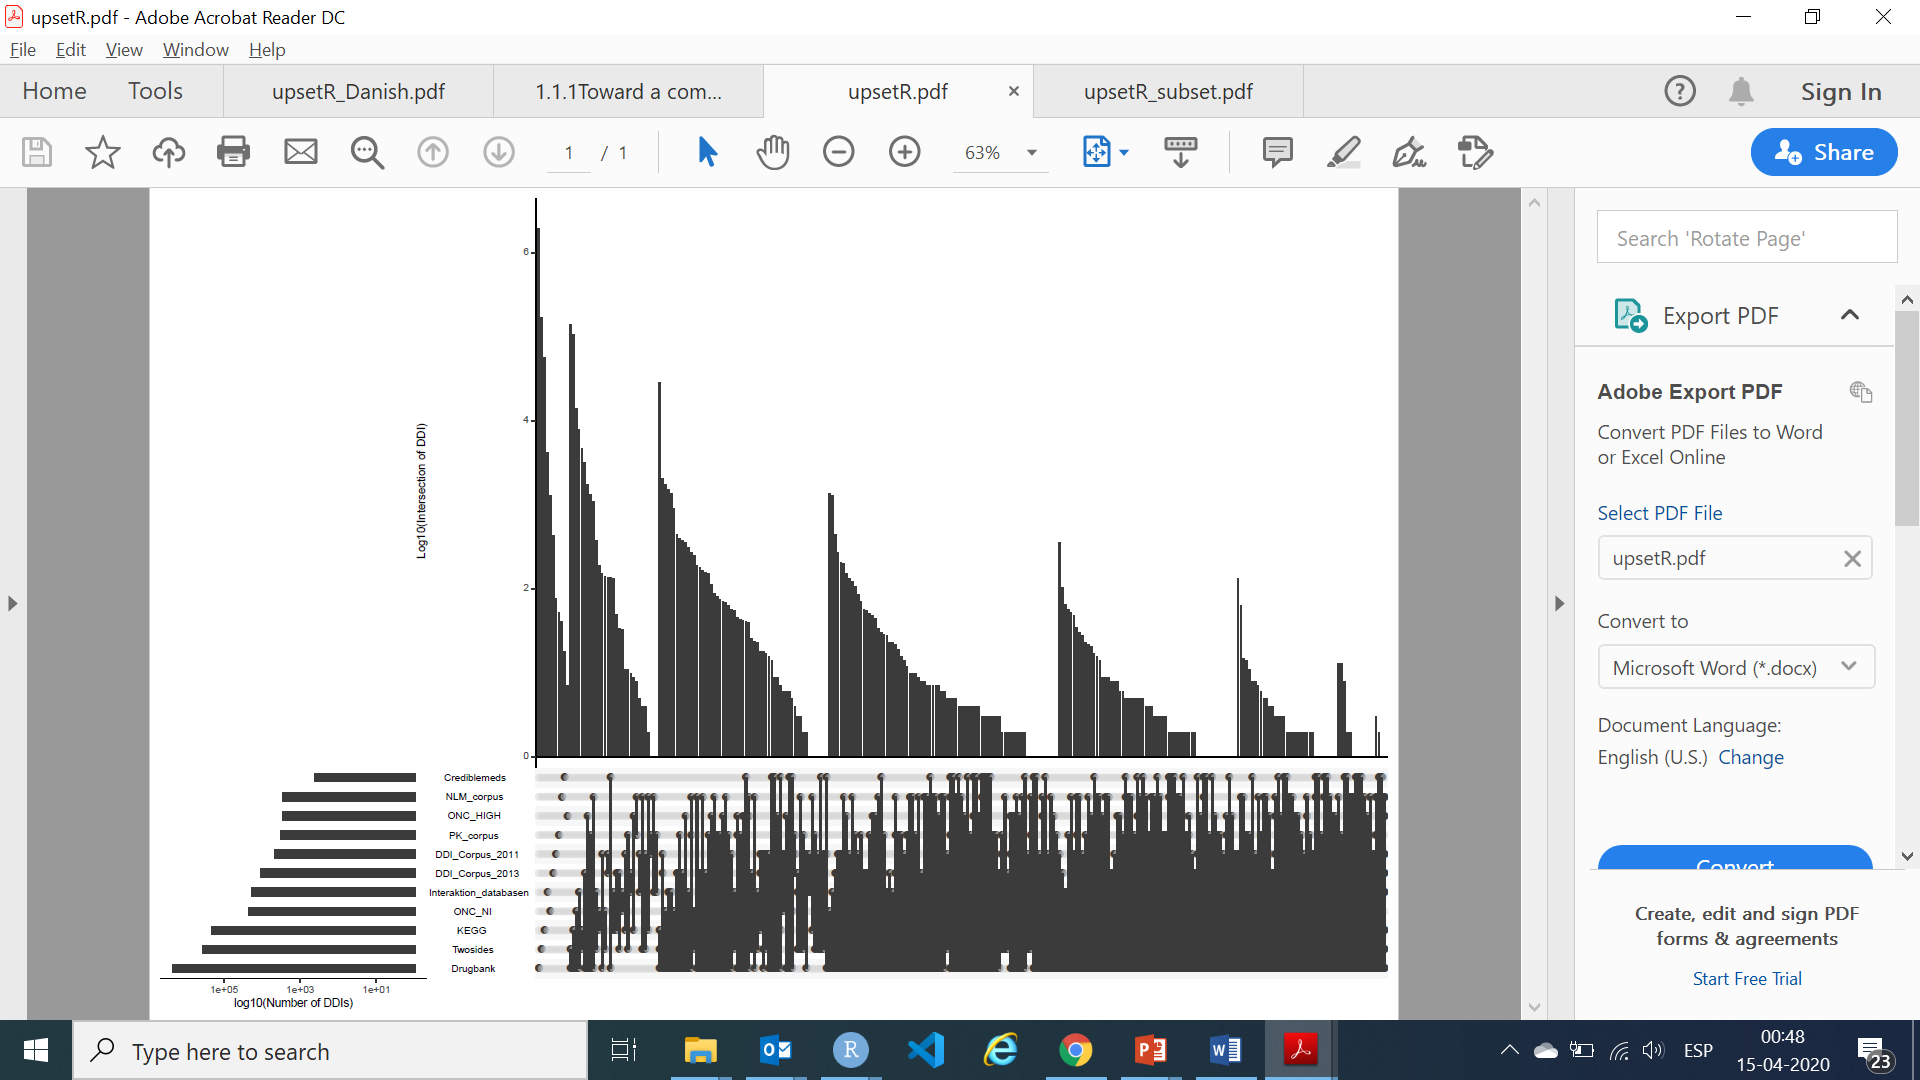 upsetR.pdf - Adobe Acrobat Reader DC
File Edit View Window Help
Home Tools upsetR_Danish.pdf 1.1.1Toward a com... upsetR.pdf × upsetR_subset.pdf Sign In
1 / 1 63% Share
6
4
2
0
Log10(Intersection of DDI)
Crediblemeds
NLM_corpus
ONC_HIGH
PK_corpus
DDI_Corpus_2011
DDI_Corpus_2013
Interaktion_databasen
ONC_NI
KEGG
Twosides
Drugbank
1e+05 1e+03 1e+01
log10(Number of DDIs)
Search 'Rotate Page'
Export PDF
Adobe Export PDF
Convert PDF Files to Word
or Excel Online
Select PDF File
upsetR.pdf
Convert to
Microsoft Word (*.docx)
Document Language:
English (U.S.) Change
Convert
Create, edit and sign PDF
forms & agreements
Start Free Trial
Type here to search
ESP
00:48
15-04-2020
23